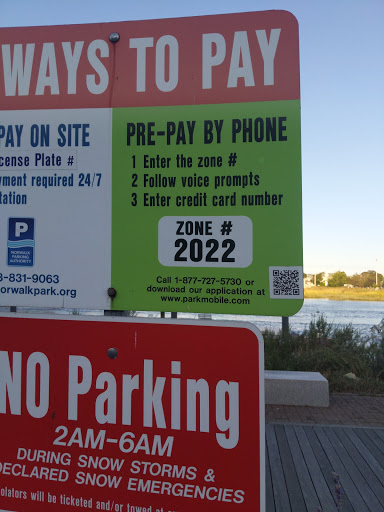 WAYS TO PAY
PAY ON SITE
cense Plate #
yment required 24/7
tation
P
NORWALK
PARKING
AUTHORITY
3-831-9063
orwalkpark.org
PRE-PAY BY PHONE
1 Enter the zone #
2 Follow voice prompts
3 Enter credit card number
ZONE #
2022
Call 1-877-727-5730 or
download our application at
www.parkmobile.com
NO Parking
2AM-6AM
DURING SNOW STORMS &
DECLARED SNOW EMERGENCIES
olators will be ticketed and/or towed at